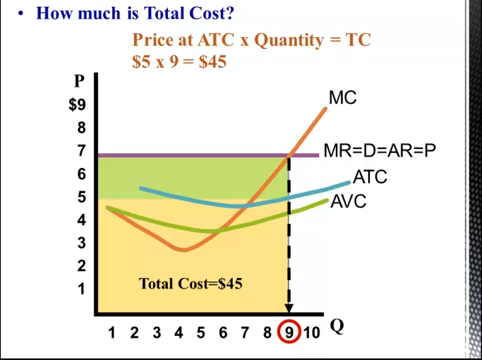 • How much is Total Cost?
Price at ATC x Quantity = TC
$5 x 9 = $45
P
$9
8
7
6
5
4
3
2
1
MC
MR=D=AR=P
ATC
AVC
Total Cost=$45
1 2 3 4 5 6 7 8 9 10 Q